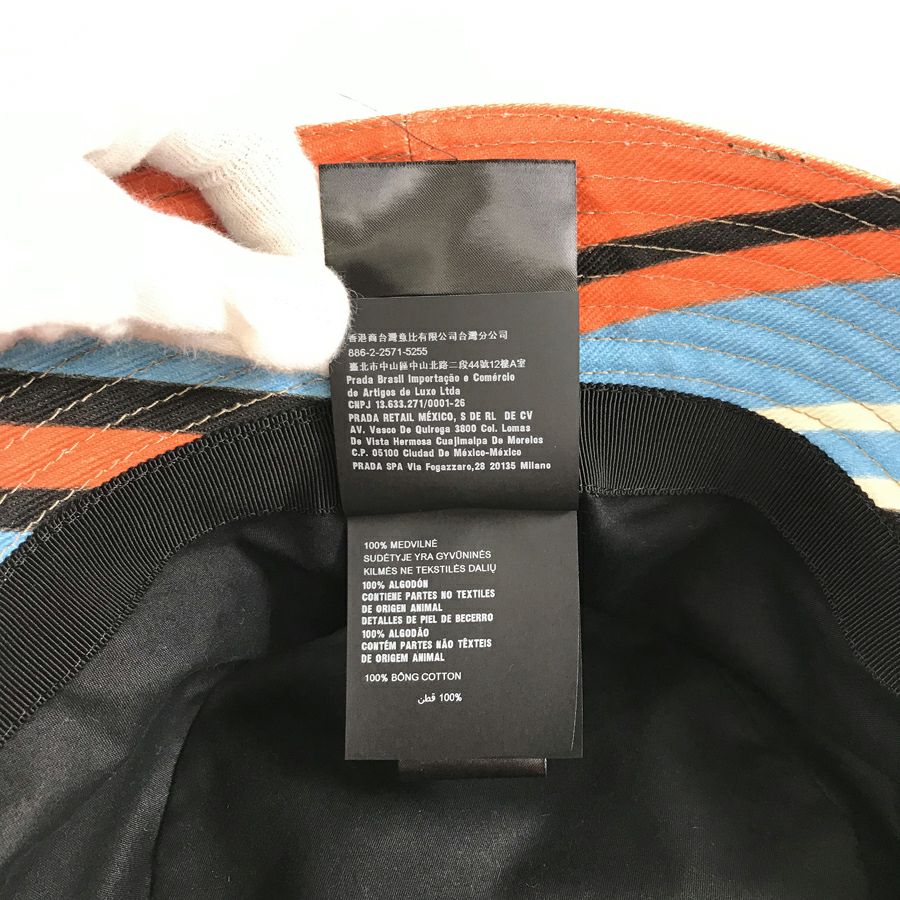 香港商台灣意比有限公司台灣分公司
886-2-2571-5255
臺北市中山區中山北路二段44號12樓A室
Prada Brasil Importação e Comércio
de Artigos de Luxo Ltda
CNPJ 13.633.271/0001-26
PRADA RETAIL MÉXICO, S DE RL DE CV
AV. Vasco De Quiroga 3800 Col. Lomas
De Vista Hermosa Cuajimalpa De Morelos
C.P. 05100 Ciudad De México-México
PRADA SPA Via Fogazzaro,28 20135 Milano
100% MEDVILNĖ
SUDĖTYJE YRA GYVŪNINĖS
KILMĖS NE TEKSTILĖS DALIŲ
100% ALGODÓN
CONTIENE PARTES NO TEXTILES
DE ORIGEN ANIMAL
DETALLES DE PIEL DE BECERRO
100% ALGODÃO
CONTÉM PARTES NÃO TÊXTEIS
DE ORIGEM ANIMAL
100% BÔNG COTTON
100% قطن